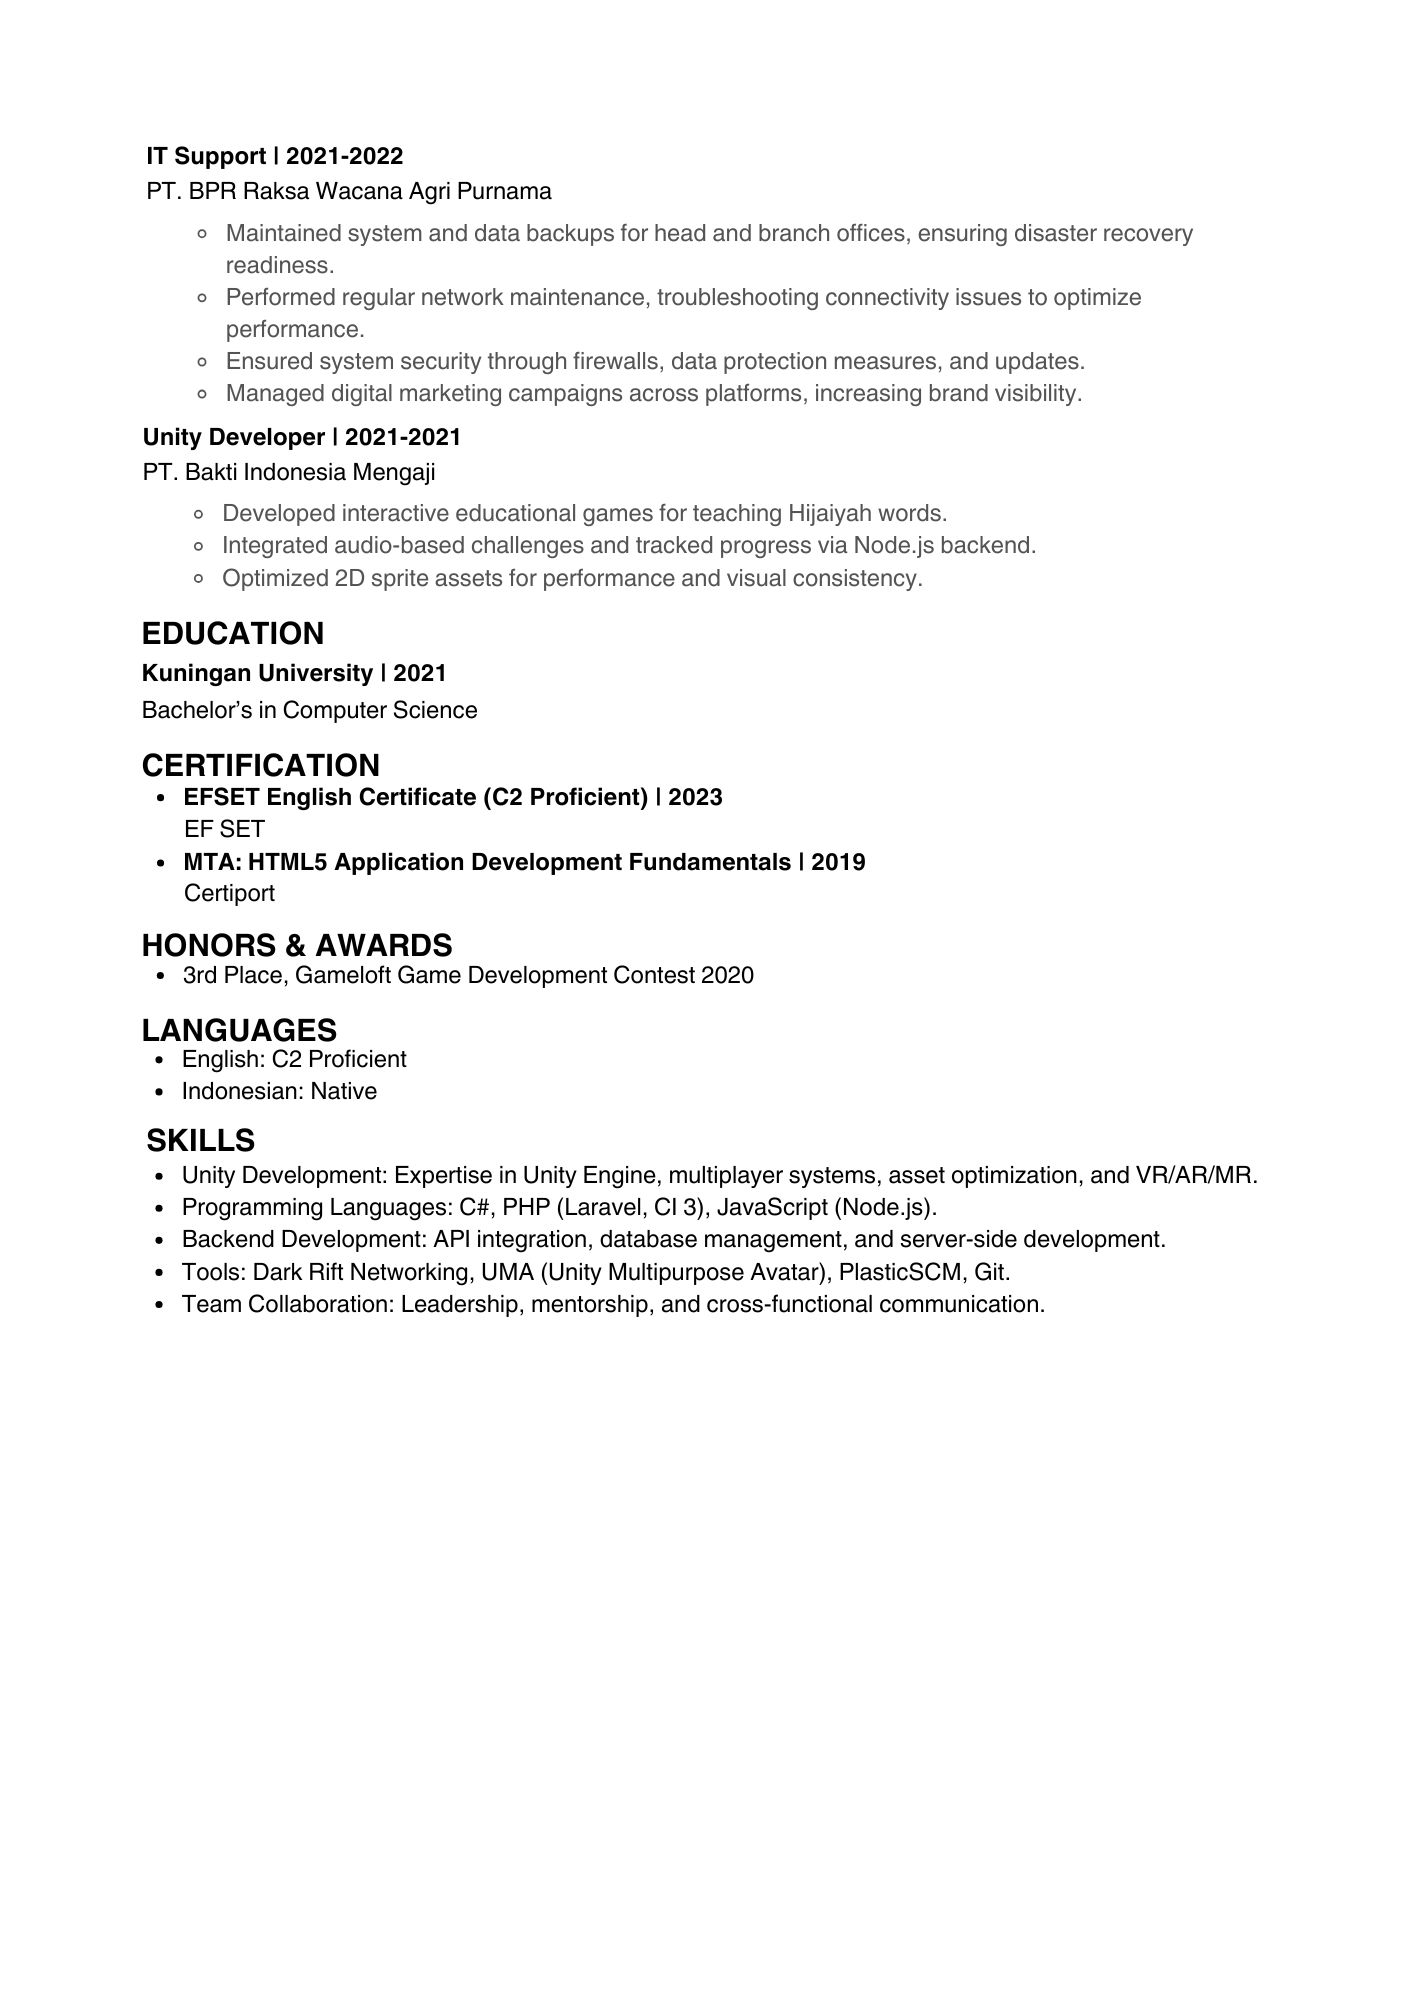 IT Support | 2021-2022
PT. BPR Raksa Wacana Agri Purnama
Maintained system and data backups for head and branch offices, ensuring disaster recovery
readiness.
Performed regular network maintenance, troubleshooting connectivity issues to optimize
performance.
Ensured system security through firewalls, data protection measures, and updates.
Managed digital marketing campaigns across platforms, increasing brand visibility.
Unity Developer | 2021-2021
PT. Bakti Indonesia Mengaji
Developed interactive educational games for teaching Hijaiyah words.
Integrated audio-based challenges and tracked progress via Node.js backend.
Optimized 2D sprite assets for performance and visual consistency.
EDUCATION
Kuningan University | 2021
Bachelor’s in Computer Science
CERTIFICATION
EFSET English Certificate (C2 Proficient) | 2023
EF SET
MTA: HTML5 Application Development Fundamentals | 2019
Certiport
HONORS & AWARDS
3rd Place, Gameloft Game Development Contest 2020
LANGUAGES
English: C2 Proficient
Indonesian: Native
SKILLS
Unity Development: Expertise in Unity Engine, multiplayer systems, asset optimization, and VR/AR/MR.
Programming Languages: C#, PHP (Laravel, CI 3), JavaScript (Node.js).
Backend Development: API integration, database management, and server-side development.
Tools: Dark Rift Networking, UMA (Unity Multipurpose Avatar), PlasticSCM, Git.
Team Collaboration: Leadership, mentorship, and cross-functional communication.